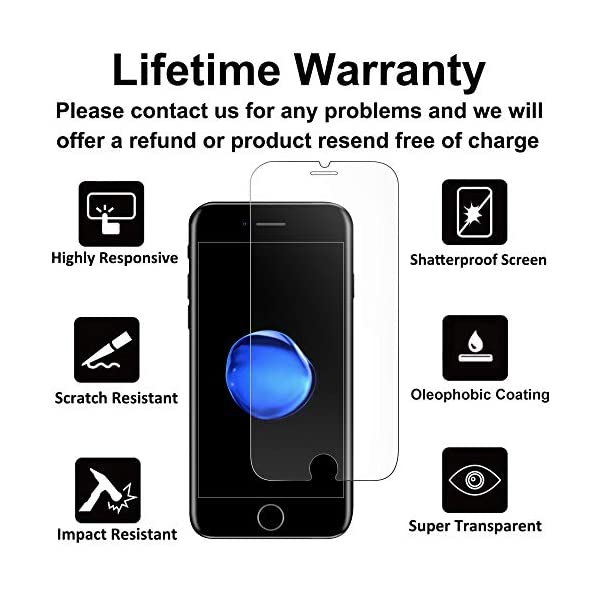 Lifetime Warranty
Please contact us for any problems and we will
offer a refund or product resend free of charge
Highly Responsive
Shatterproof Screen
Scratch Resistant
Oleophobic Coating
Impact Resistant
Super Transparent